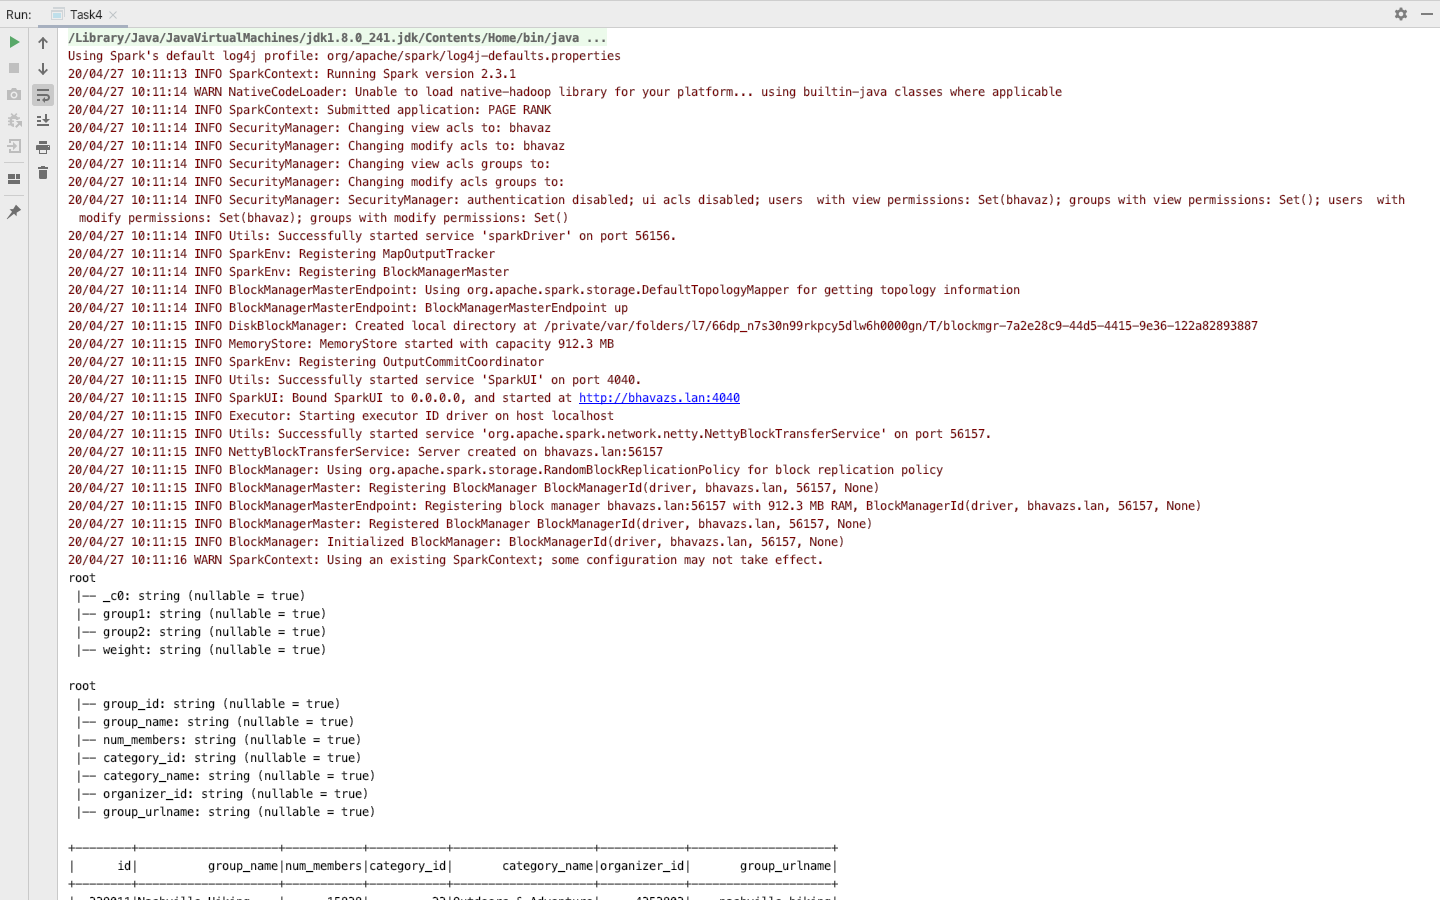 Run: Task4
/Library/Java/JavaVirtualMachines/jdk1.8.0_241.jdk/Contents/Home/bin/java ...
Using Spark's default log4j profile: org/apache/spark/log4j-defaults.properties
20/04/27 10:11:13 INFO SparkContext: Running Spark version 2.3.1
20/04/27 10:11:14 WARN NativeCodeLoader: Unable to load native-hadoop library for your platform... using builtin-java classes where applicable
20/04/27 10:11:14 INFO SparkContext: Submitted application: PAGE RANK
20/04/27 10:11:14 INFO SecurityManager: Changing view acls to: bhavaz
20/04/27 10:11:14 INFO SecurityManager: Changing modify acls to: bhavaz
20/04/27 10:11:14 INFO SecurityManager: Changing view acls groups to:
20/04/27 10:11:14 INFO SecurityManager: Changing modify acls groups to:
20/04/27 10:11:14 INFO SecurityManager: SecurityManager: authentication disabled; ui acls disabled; users  with view permissions: Set(bhavaz); groups with view permissions: Set(); users  with
modify permissions: Set(bhavaz); groups with modify permissions: Set()
20/04/27 10:11:14 INFO Utils: Successfully started service 'sparkDriver' on port 56156.
20/04/27 10:11:14 INFO SparkEnv: Registering MapOutputTracker
20/04/27 10:11:14 INFO SparkEnv: Registering BlockManagerMaster
20/04/27 10:11:14 INFO BlockManagerMasterEndpoint: Using org.apache.spark.storage.DefaultTopologyMapper for getting topology information
20/04/27 10:11:14 INFO BlockManagerMasterEndpoint: BlockManagerMasterEndpoint up
20/04/27 10:11:15 INFO DiskBlockManager: Created local directory at /private/var/folders/l7/66dp_n7s30n99rkpcy5dlw6h0000gn/T/blockmgr-7a2e28c9-44d5-4415-9e36-122a82893887
20/04/27 10:11:15 INFO MemoryStore: MemoryStore started with capacity 912.3 MB
20/04/27 10:11:15 INFO SparkEnv: Registering OutputCommitCoordinator
20/04/27 10:11:15 INFO Utils: Successfully started service 'SparkUI' on port 4040.
20/04/27 10:11:15 INFO SparkUI: Bound SparkUI to 0.0.0.0, and started at http://bhavazs.lan:4040
20/04/27 10:11:15 INFO Executor: Starting executor ID driver on host localhost
20/04/27 10:11:15 INFO Utils: Successfully started service 'org.apache.spark.network.netty.NettyBlockTransferService' on port 56157.
20/04/27 10:11:15 INFO NettyBlockTransferService: Server created on bhavazs.lan:56157
20/04/27 10:11:15 INFO BlockManager: Using org.apache.spark.storage.RandomBlockReplicationPolicy for block replication policy
20/04/27 10:11:15 INFO BlockManagerMaster: Registering BlockManager BlockManagerId(driver, bhavazs.lan, 56157, None)
20/04/27 10:11:15 INFO BlockManagerMasterEndpoint: Registering block manager bhavazs.lan:56157 with 912.3 MB RAM, BlockManagerId(driver, bhavazs.lan, 56157, None)
20/04/27 10:11:15 INFO BlockManagerMaster: Registered BlockManager BlockManagerId(driver, bhavazs.lan, 56157, None)
20/04/27 10:11:15 INFO BlockManager: Initialized BlockManager: BlockManagerId(driver, bhavazs.lan, 56157, None)
20/04/27 10:11:16 WARN SparkContext: Using an existing SparkContext; some configuration may not take effect.
root
 |-- _c0: string (nullable = true)
 |-- group1: string (nullable = true)
 |-- group2: string (nullable = true)
 |-- weight: string (nullable = true)
root
 |-- group_id: string (nullable = true)
 |-- group_name: string (nullable = true)
 |-- num_members: string (nullable = true)
 |-- category_id: string (nullable = true)
 |-- category_name: string (nullable = true)
 |-- organizer_id: string (nullable = true)
 |-- group_urlname: string (nullable = true)
+--------+--------------------+-----------+-----------+--------------------+------------+--------------------+
|      id|          group_name|num_members|category_id|       category_name|organizer_id|       group_urlname|
+--------+--------------------+-----------+-----------+--------------------+------------+--------------------+